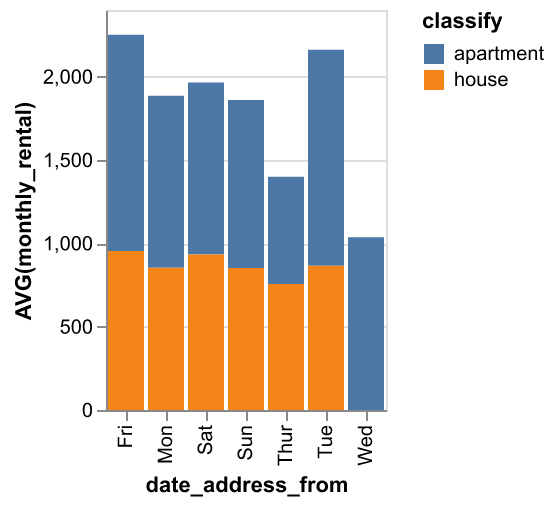 classify
apartment
house
AVG(monthly_rental)
2,000
1,500
1,000
500
0
Fri
Mon
Sat
Sun
Thur
Tue
Wed
date_address_from